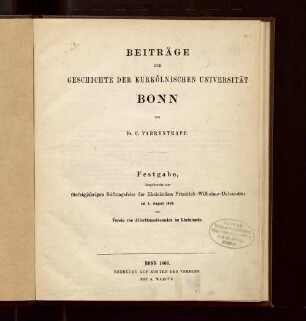 BEITRÄGE
ZUR
GESCHICHTE DER KURKÖLNISCHEN UNIVERSITÄT
BONN
VON
Dr. C. VARRENTRAPP.
Festgabe,
dargebracht zur
fünfzigjährigen Stiftungsfeier der Rheinischen Friedrich-Wilhelms-Universität
am 3. August 1868
vom
Verein von Alterthumsfreunden im Rheinlande.
BONN 1868.
GEDRUCKT AUF KOSTEN DES VEREINS
BEI A. MARCUS.